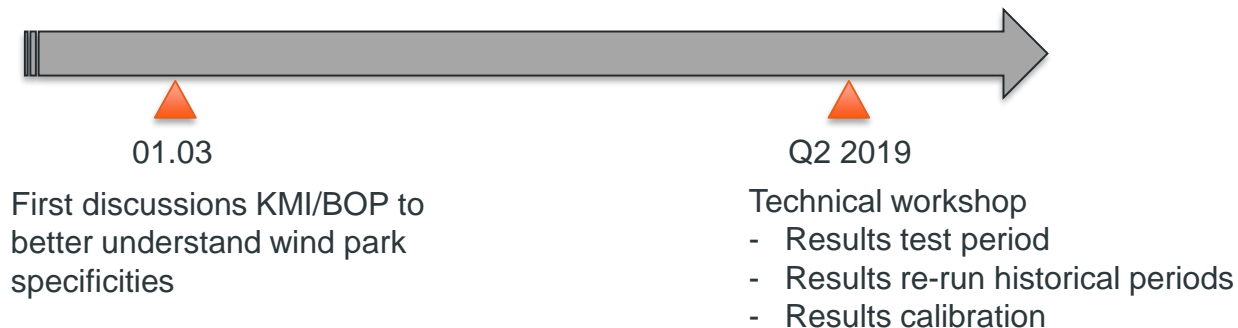 01.03
First discussions KMI/BOP to
better understand wind park
specificities
Q2 2019
Technical workshop
- Results test period
- Results re-run historical periods
- Results calibration